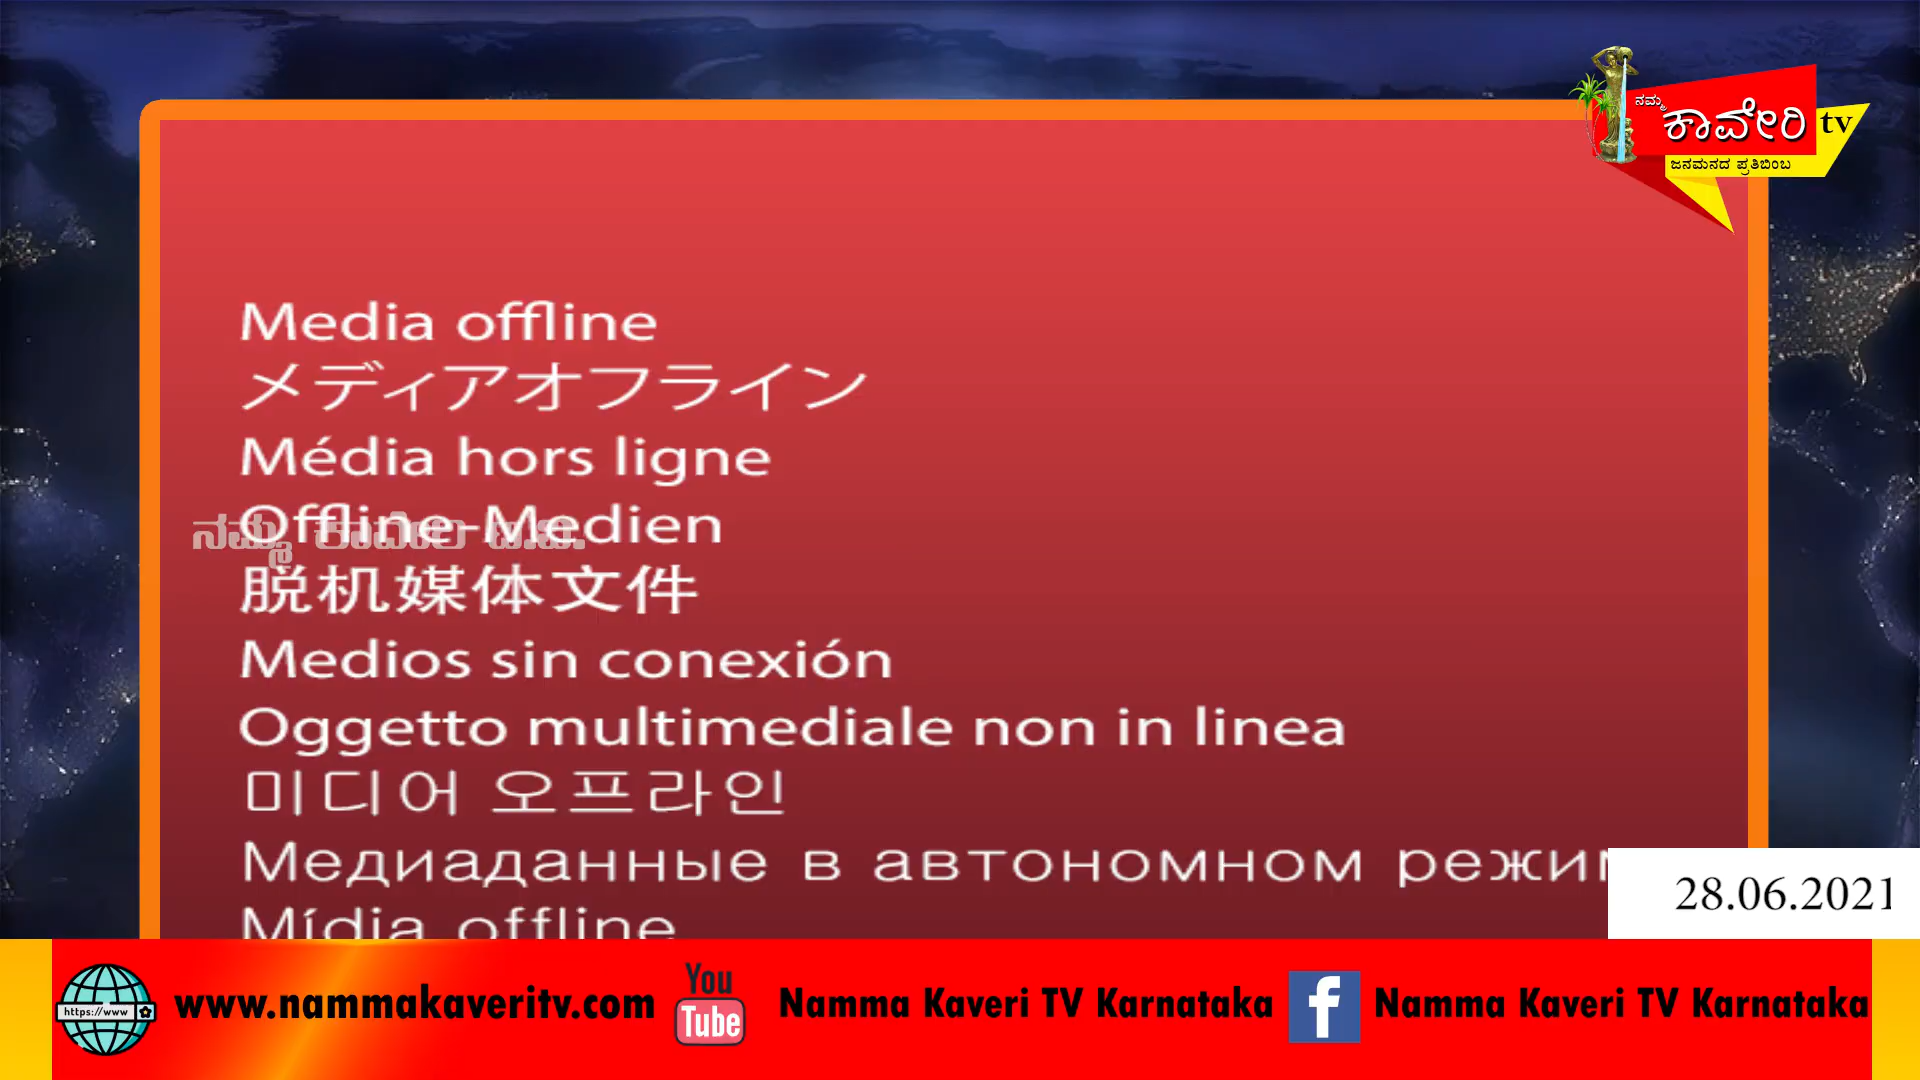 ನಮ್ಮ
ಕಾವೇರಿ tv
ಜನಮನದ ಪ್ರತಿಬಿಂಬ
Media offline
メディアオフライン
Média hors ligne
Offline-Medien
ನಮ್ಮ ಕಾವೇರಿ ಟಿ.ವಿ.
脱机媒体文件
Medios sin conexión
Oggetto multimediale non in linea
미디어 오프라인
Медиаданные в автономном
Mídia offline
28.06.2021
https://www
www.nammakaveritv.com
You
Tube
Namma Kaveri TV Karnataka
f
Namma Kaveri TV Karnataka